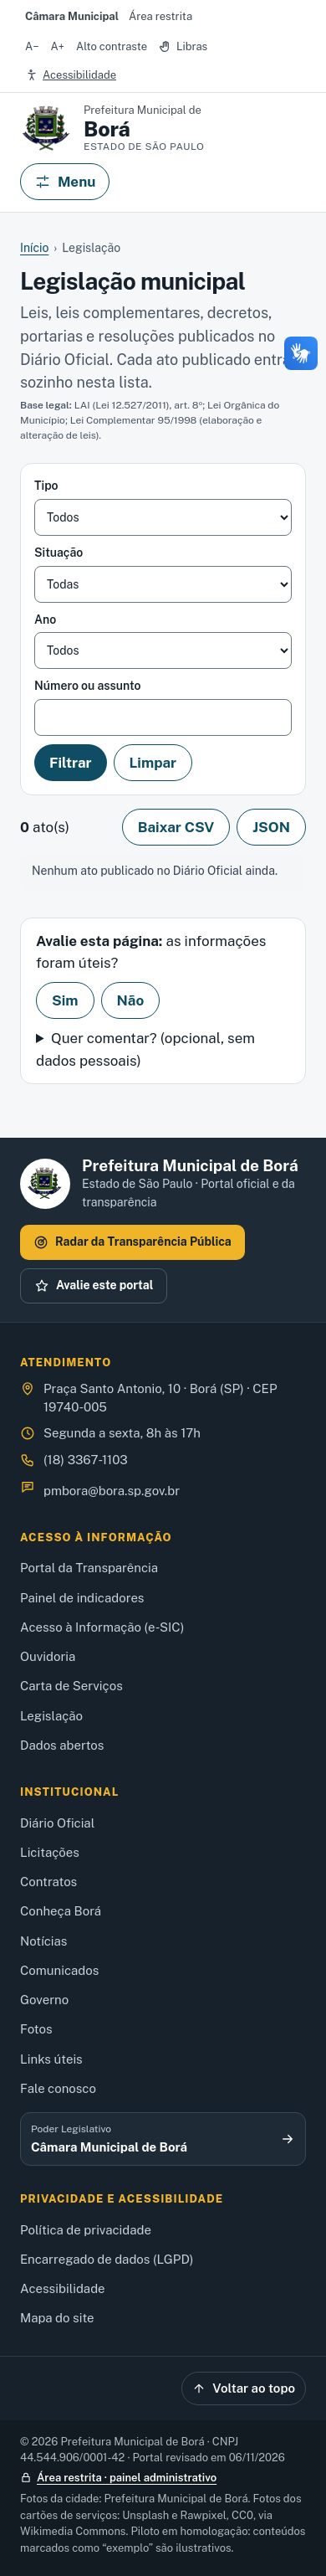 Câmara Municipal Área restrita
A− A+ Alto contraste Libras
Acessibilidade
Prefeitura Municipal de
Borá
ESTADO DE SÃO PAULO
Menu
Início › Legislação
Legislação municipal
Leis, leis complementares, decretos,
portarias e resoluções publicados no
Diário Oficial. Cada ato publicado entra
sozinho nesta lista.
Base legal: LAI (Lei 12.527/2011), art. 8º; Lei Orgânica do
Município; Lei Complementar 95/1998 (elaboração e
alteração de leis).
Tipo
Todos
Situação
Todas
Ano
Todos
Número ou assunto
Filtrar Limpar
0 ato(s) Baixar CSV JSON
Nenhum ato publicado no Diário Oficial ainda.
Avalie esta página: as informações
foram úteis?
Sim Não
Quer comentar? (opcional, sem
dados pessoais)
Prefeitura Municipal de Borá
Estado de São Paulo · Portal oficial e da
transparência
Radar da Transparência Pública
Avalie este portal
ATENDIMENTO
Praça Santo Antonio, 10 · Borá (SP) · CEP
19740-005
Segunda a sexta, 8h às 17h
(18) 3367-1103
pmbora@bora.sp.gov.br
ACESSO À INFORMAÇÃO
Portal da Transparência
Painel de indicadores
Acesso à Informação (e-SIC)
Ouvidoria
Carta de Serviços
Legislação
Dados abertos
INSTITUCIONAL
Diário Oficial
Licitações
Contratos
Conheça Borá
Notícias
Comunicados
Governo
Fotos
Links úteis
Fale conosco
Poder Legislativo
Câmara Municipal de Borá
PRIVACIDADE E ACESSIBILIDADE
Política de privacidade
Encarregado de dados (LGPD)
Acessibilidade
Mapa do site
Voltar ao topo
© 2026 Prefeitura Municipal de Borá · CNPJ
44.544.906/0001-42 · Portal revisado em 06/11/2026
Área restrita · painel administrativo
Fotos da cidade: Prefeitura Municipal de Borá. Fotos dos
cartões de serviços: Unsplash e Rawpixel, CC0, via
Wikimedia Commons. Piloto em homologação: conteúdos
marcados como “exemplo” são ilustrativos.